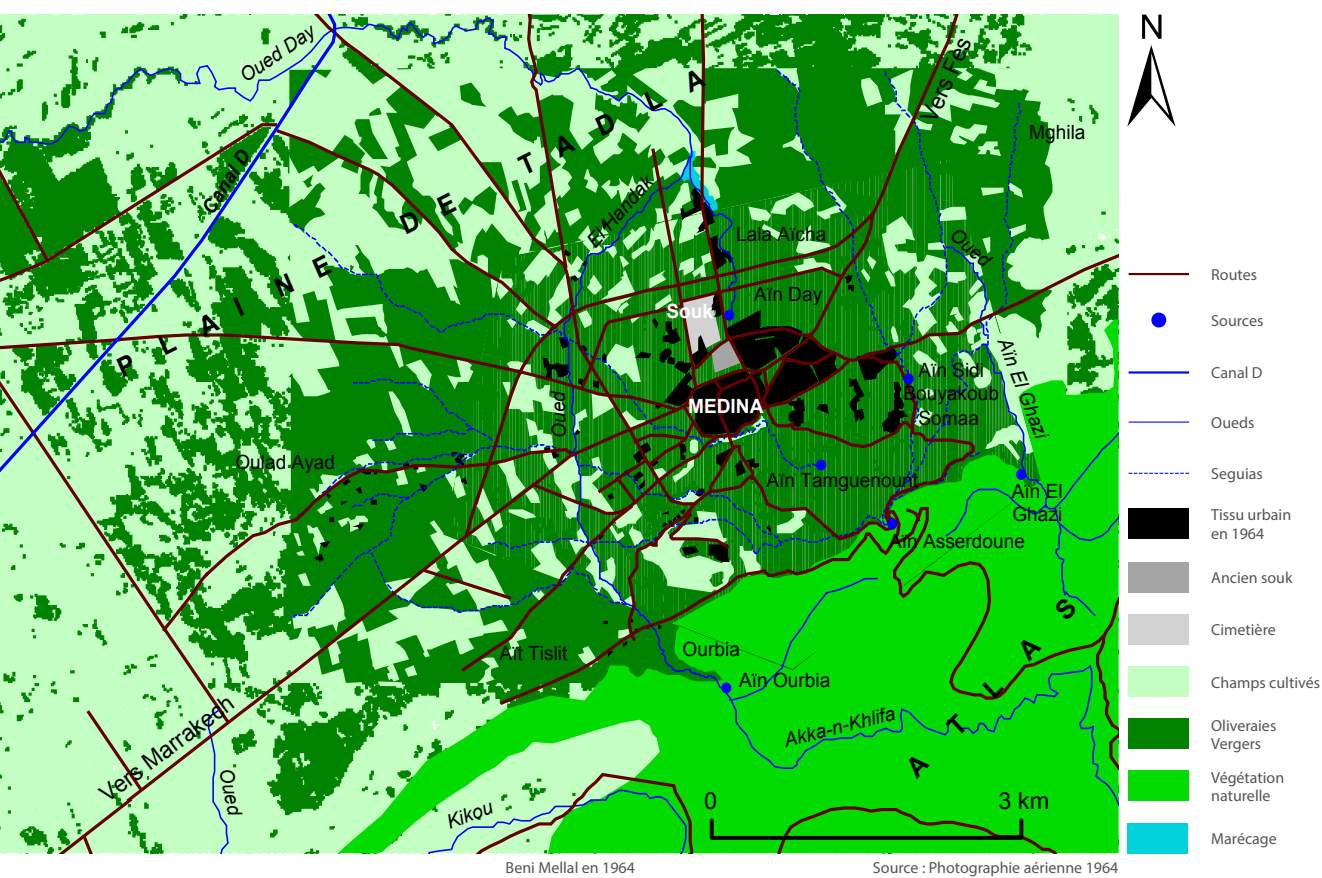 N
Oued Day
Vers Fes
PLAINE DE TADLA
Mghila
Canal D
El Handak
Lala Aïcha
Oued
Aïn Day
Souk
Aïn El Ghazi
Aïn Sidi
Bouyakoub
Somaa
MEDINA
Oued
Oulad Ayad
Aïn Tamguenount
Aïn El
Ghazi
Aïn Asserdoune
ATLAS
Aït Tislit
Ourbia
Aïn Ourbia
Akka-n-Khlifa
Vers Marrakech
Oued
Kikou
0 3 km
Routes
Sources
Canal D
Oueds
Seguias
Tissu urbain
en 1964
Ancien souk
Cimetière
Champs cultivés
Oliveraies
Vergers
Végétation
naturelle
Marécage
Beni Mellal en 1964
Source : Photographie aérienne 1964